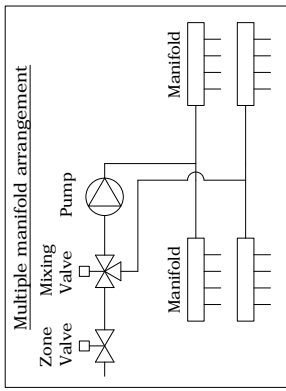 Multiple manifold arrangement
Zone
Valve
Mixing
Valve
Pump
Manifold
Manifold